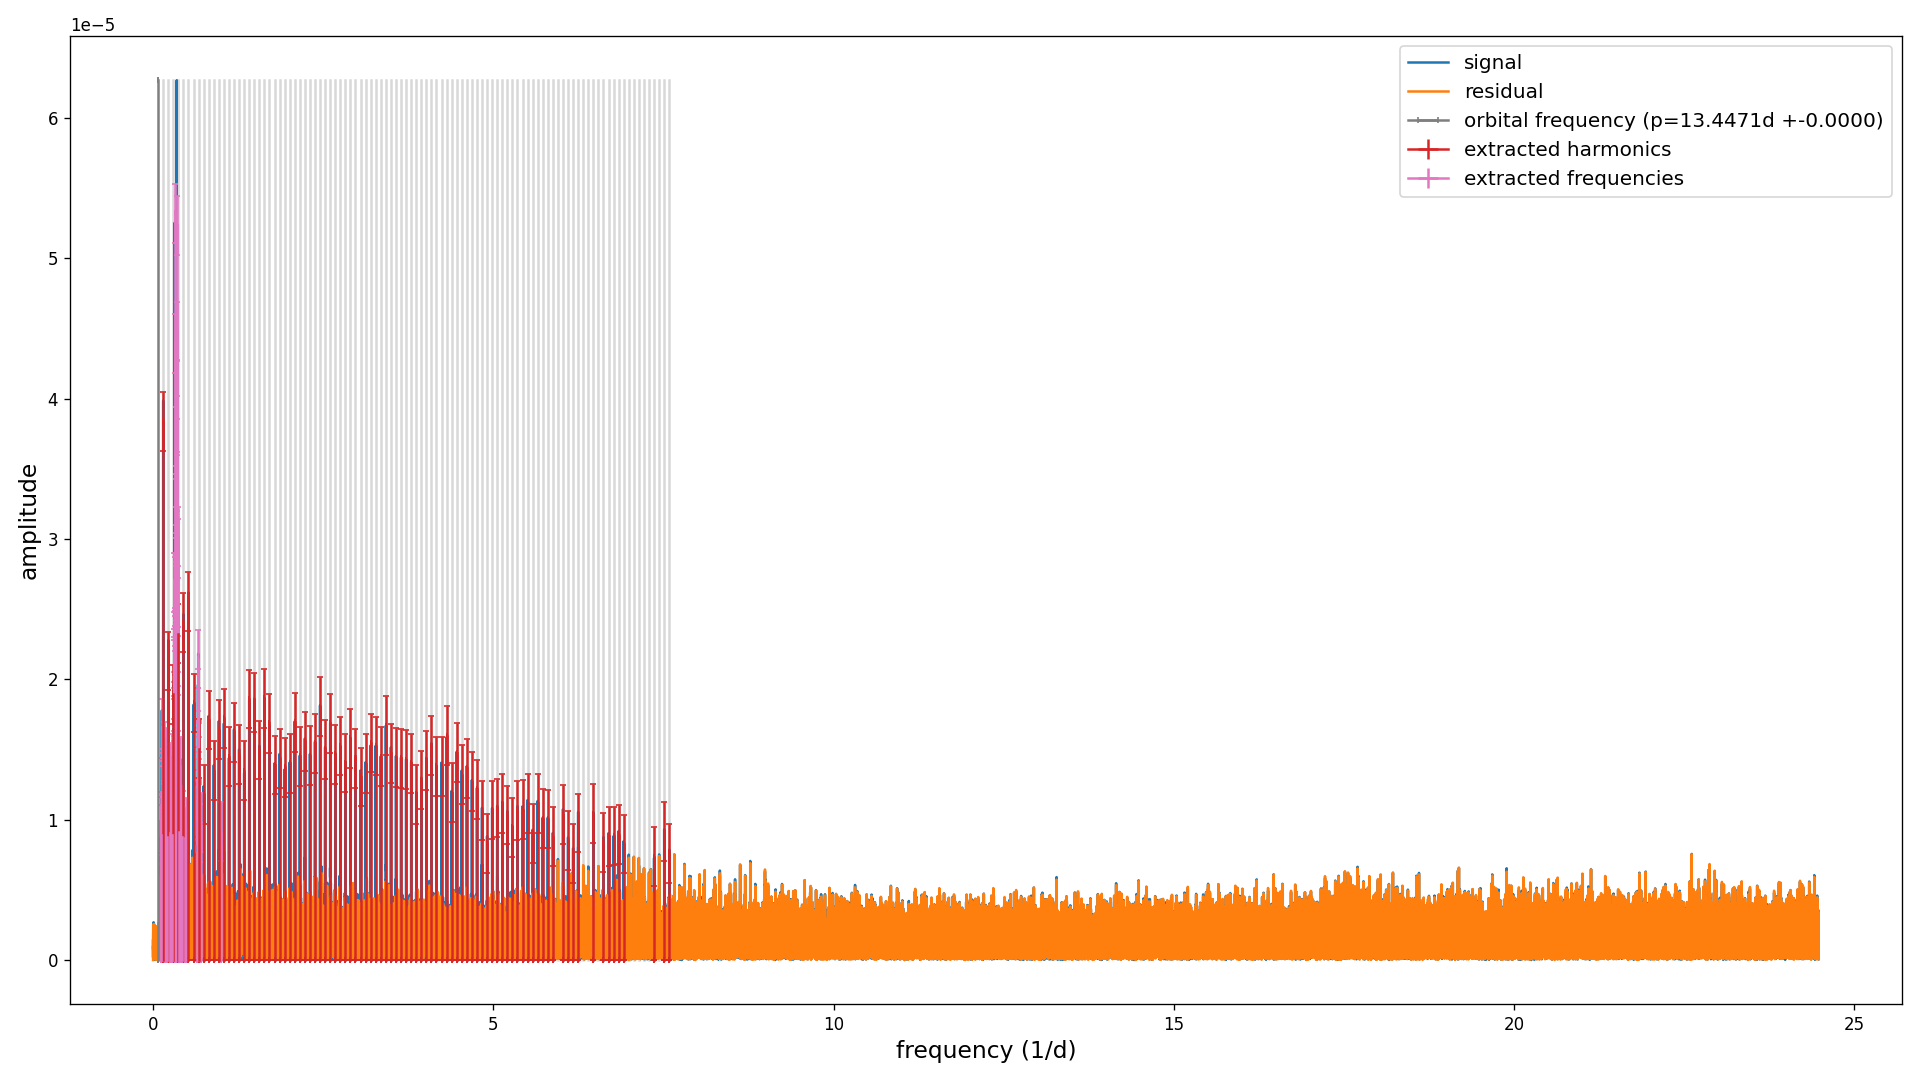 1e−5
signal
residual
orbital frequency (p=13.4471d +-0.0000)
extracted harmonics
extracted frequencies
6
5
4
3
2
1
0
amplitude
0 5 10 15 20 25
frequency (1/d)